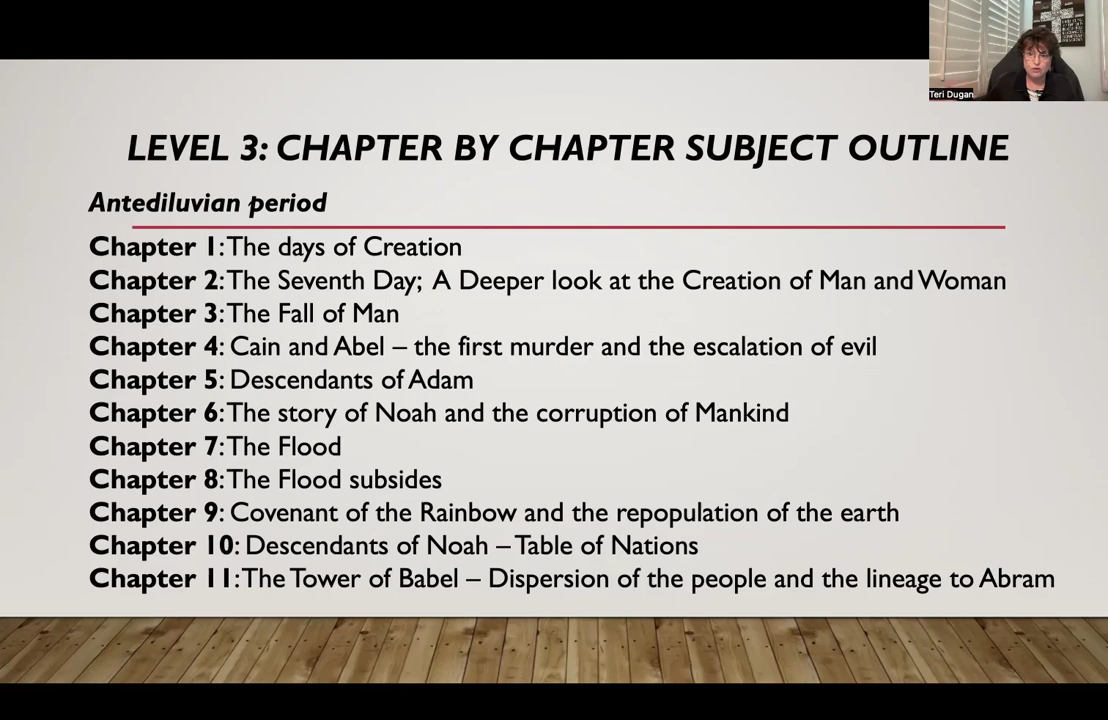 Teri Dugan
LEVEL 3: CHAPTER BY CHAPTER SUBJECT OUTLINE
Antediluvian period
Chapter 1: The days of Creation
Chapter 2: The Seventh Day; A Deeper look at the Creation of Man and Woman
Chapter 3: The Fall of Man
Chapter 4: Cain and Abel – the first murder and the escalation of evil
Chapter 5: Descendants of Adam
Chapter 6: The story of Noah and the corruption of Mankind
Chapter 7: The Flood
Chapter 8: The Flood subsides
Chapter 9: Covenant of the Rainbow and the repopulation of the earth
Chapter 10: Descendants of Noah – Table of Nations
Chapter 11: The Tower of Babel – Dispersion of the people and the lineage to Abram